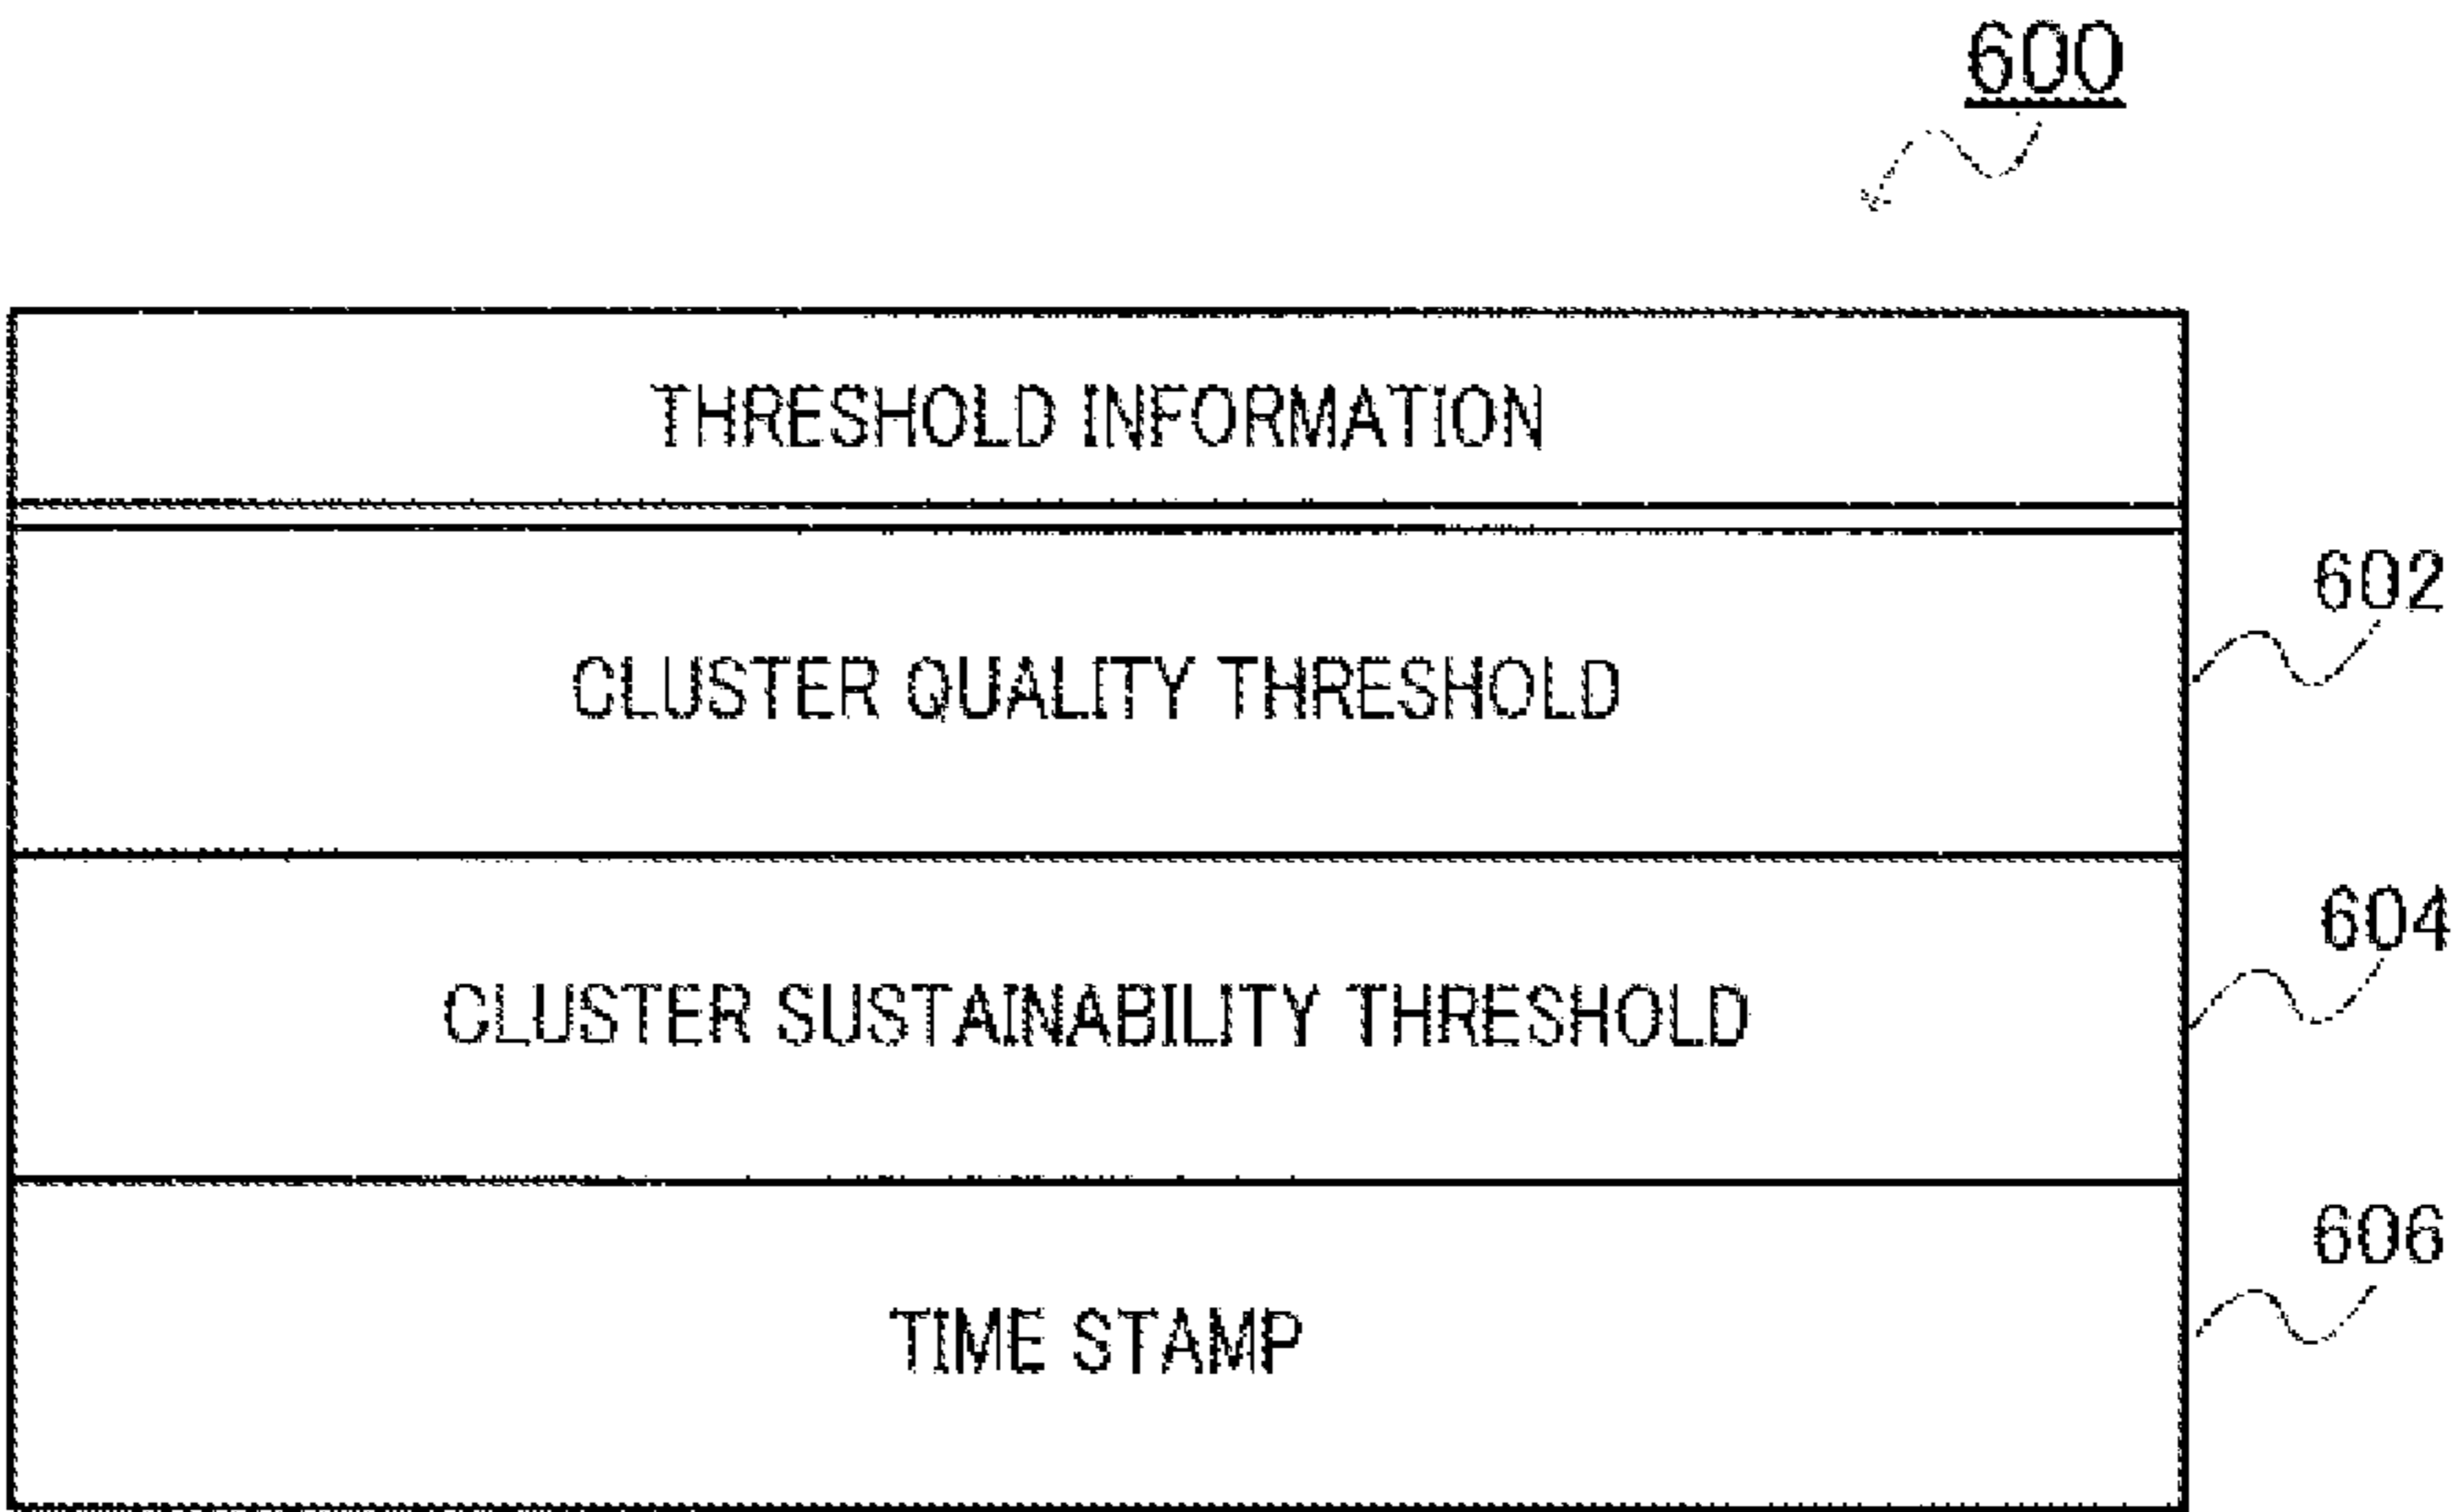 600
THRESHOLD INFORMATION
602
CLUSTER QUALITY THRESHOLD
604
CLUSTER SUSTAINABILITY THRESHOLD
606
TIME STAMP